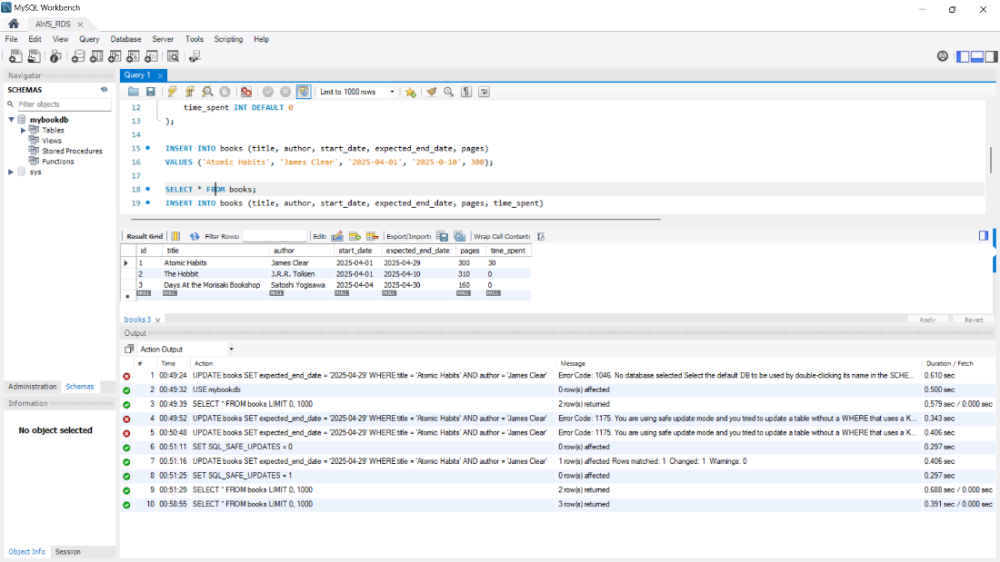 MySQL Workbench
AWS_RDS
File Edit View Query Database Server Tools Scripting Help
Navigator
SCHEMAS
Filter objects
mybookdb
Tables
Views
Stored Procedures
Functions
sys
Administration Schemas
Information
No object selected
Object Info Session
Query 1
Limit to 1000 rows
12 time_spent INT DEFAULT 0
13 );
14
15 INSERT INTO books (title, author, start_date, expected_end_date, pages)
16 VALUES ('Atomic Habits', 'James Clear', '2025-04-01', '2025-0-10', 300);
17
18 SELECT * FROM books;
19 INSERT INTO books (title, author, start_date, expected_end_date, pages, time_spent)
Result Grid Filter Rows: Edit: Export/Import: Wrap Cell Content:
id title author start_date expected_end_date pages time_spent
1 Atomic Habits James Clear 2025-04-01 2025-04-29 300 30
2 The Hobbit J.R.R. Tolkien 2025-04-01 2025-04-10 310 0
3 Days At the Morisaki Bookshop Satoshi Yogisawa 2025-04-04 2025-04-30 160 0
NULL NULL NULL NULL NULL NULL NULL
books 3 Apply Revert
Output
Action Output
# Time Action Message Duration / Fetch
1 00:49:24 UPDATE books SET expected_end_date = '2025-04-29' WHERE title = 'Atomic Habits' AND author = 'James Clear' Error Code: 1046. No database selected Select the default DB to be used by double-clicking its name in the SCHE... 0.610 sec
2 00:49:32 USE mybookdb 0 row(s) affected 0.500 sec
3 00:49:39 SELECT * FROM books LIMIT 0, 1000 2 row(s) returned 0.579 sec / 0.000 sec
4 00:49:52 UPDATE books SET expected_end_date = '2025-04-29' WHERE title = 'Atomic Habits' AND author = 'James Clear' Error Code: 1175. You are using safe update mode and you tried to update a table without a WHERE that uses a K... 0.343 sec
5 00:50:48 UPDATE books SET expected_end_date = '2025-04-29' WHERE title = 'Atomic Habits' AND author = 'James Clear' Error Code: 1175. You are using safe update mode and you tried to update a table without a WHERE that uses a K... 0.406 sec
6 00:51:11 SET SQL_SAFE_UPDATES = 0 0 row(s) affected 0.297 sec
7 00:51:16 UPDATE books SET expected_end_date = '2025-04-29' WHERE title = 'Atomic Habits' AND author = 'James Clear' 1 row(s) affected Rows matched: 1 Changed: 1 Warnings: 0 0.406 sec
8 00:51:25 SET SQL_SAFE_UPDATES = 1 0 row(s) affected 0.297 sec
9 00:51:29 SELECT * FROM books LIMIT 0, 1000 2 row(s) returned 0.688 sec / 0.000 sec
10 00:58:55 SELECT * FROM books LIMIT 0, 1000 3 row(s) returned 0.391 sec / 0.000 sec